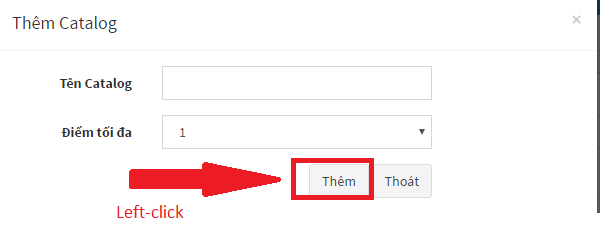 Thêm Catalog ×
Tên Catalog
Điểm tối đa 1
Thêm Thoát
Left-click